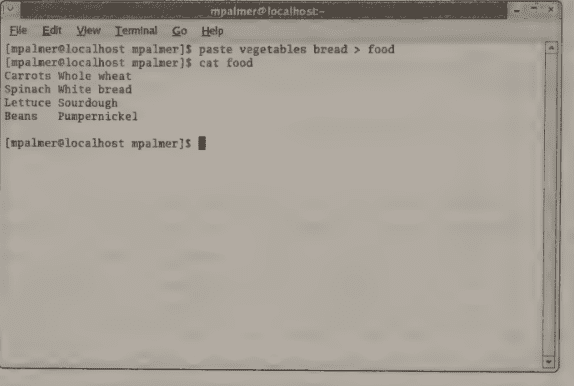 mpalmer@localhost:~
File Edit View Terminal Go Help
[mpalmer@localhost mpalmer]$ paste vegetables bread > food
[mpalmer@localhost mpalmer]$ cat food
Carrots Whole wheat
Spinach White bread
Lettuce Sourdough
Beans   Pumpernickel
[mpalmer@localhost mpalmer]$